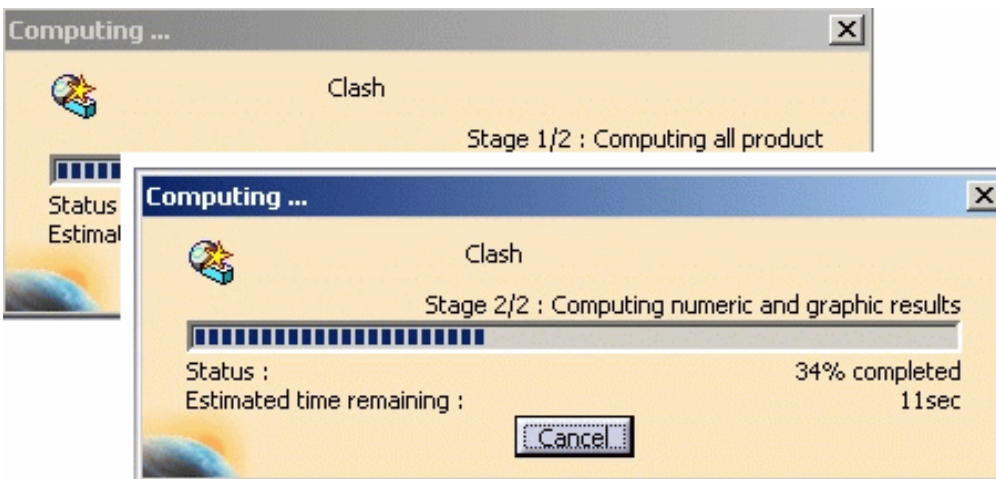 Computing ...
Clash
Stage 1/2 : Computing all product
Status
Computing ...
Clash
Stage 2/2 : Computing numeric and graphic results
Status : 34% completed
Estimated time remaining : 11sec
Cancel